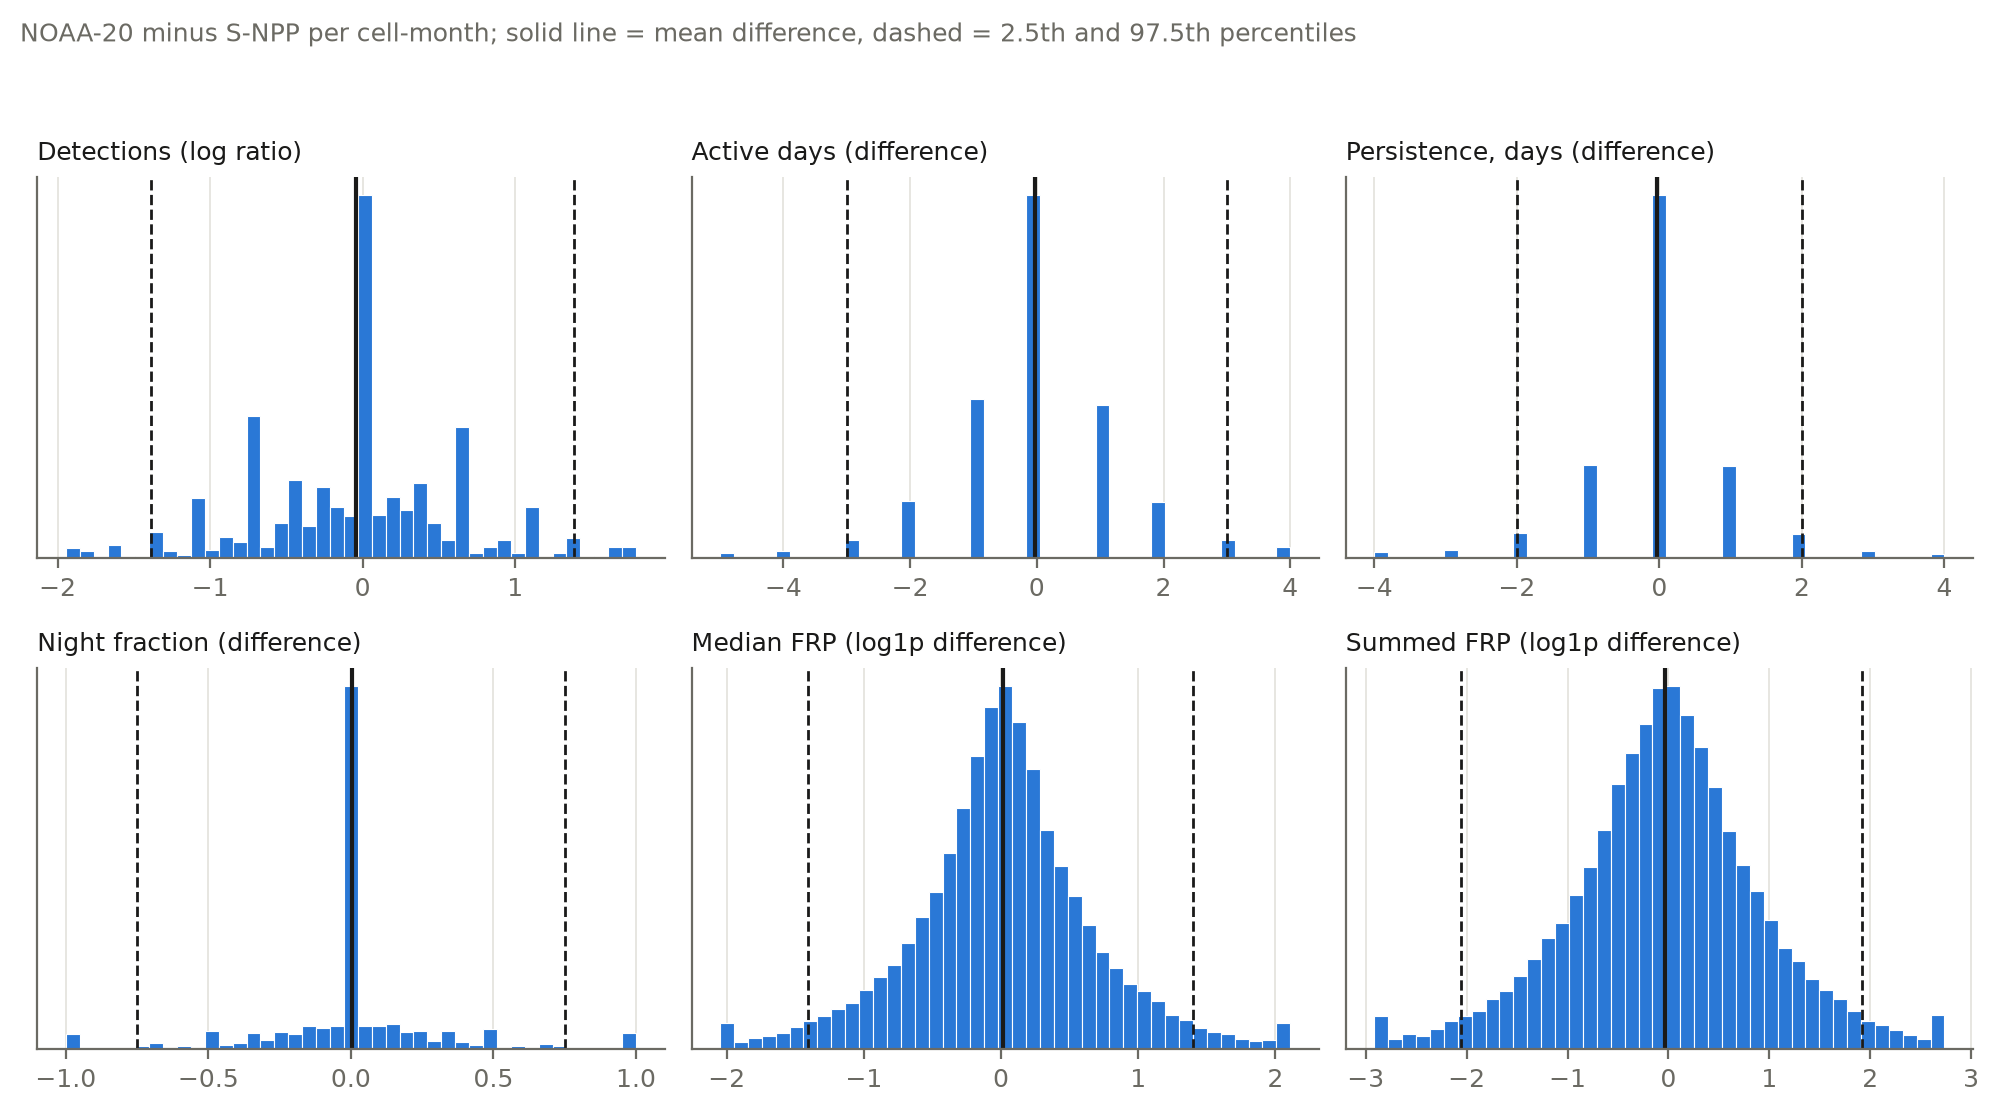 NOAA-20 minus S-NPP per cell-month; solid line = mean difference, dashed = 2.5th and 97.5th percentiles
Detections (log ratio)
−2 −1 0 1
Active days (difference)
−4 −2 0 2 4
Persistence, days (difference)
−4 −2 0 2 4
Night fraction (difference)
−1.0 −0.5 0.0 0.5 1.0
Median FRP (log1p difference)
−2 −1 0 1 2
Summed FRP (log1p difference)
−3 −2 −1 0 1 2 3